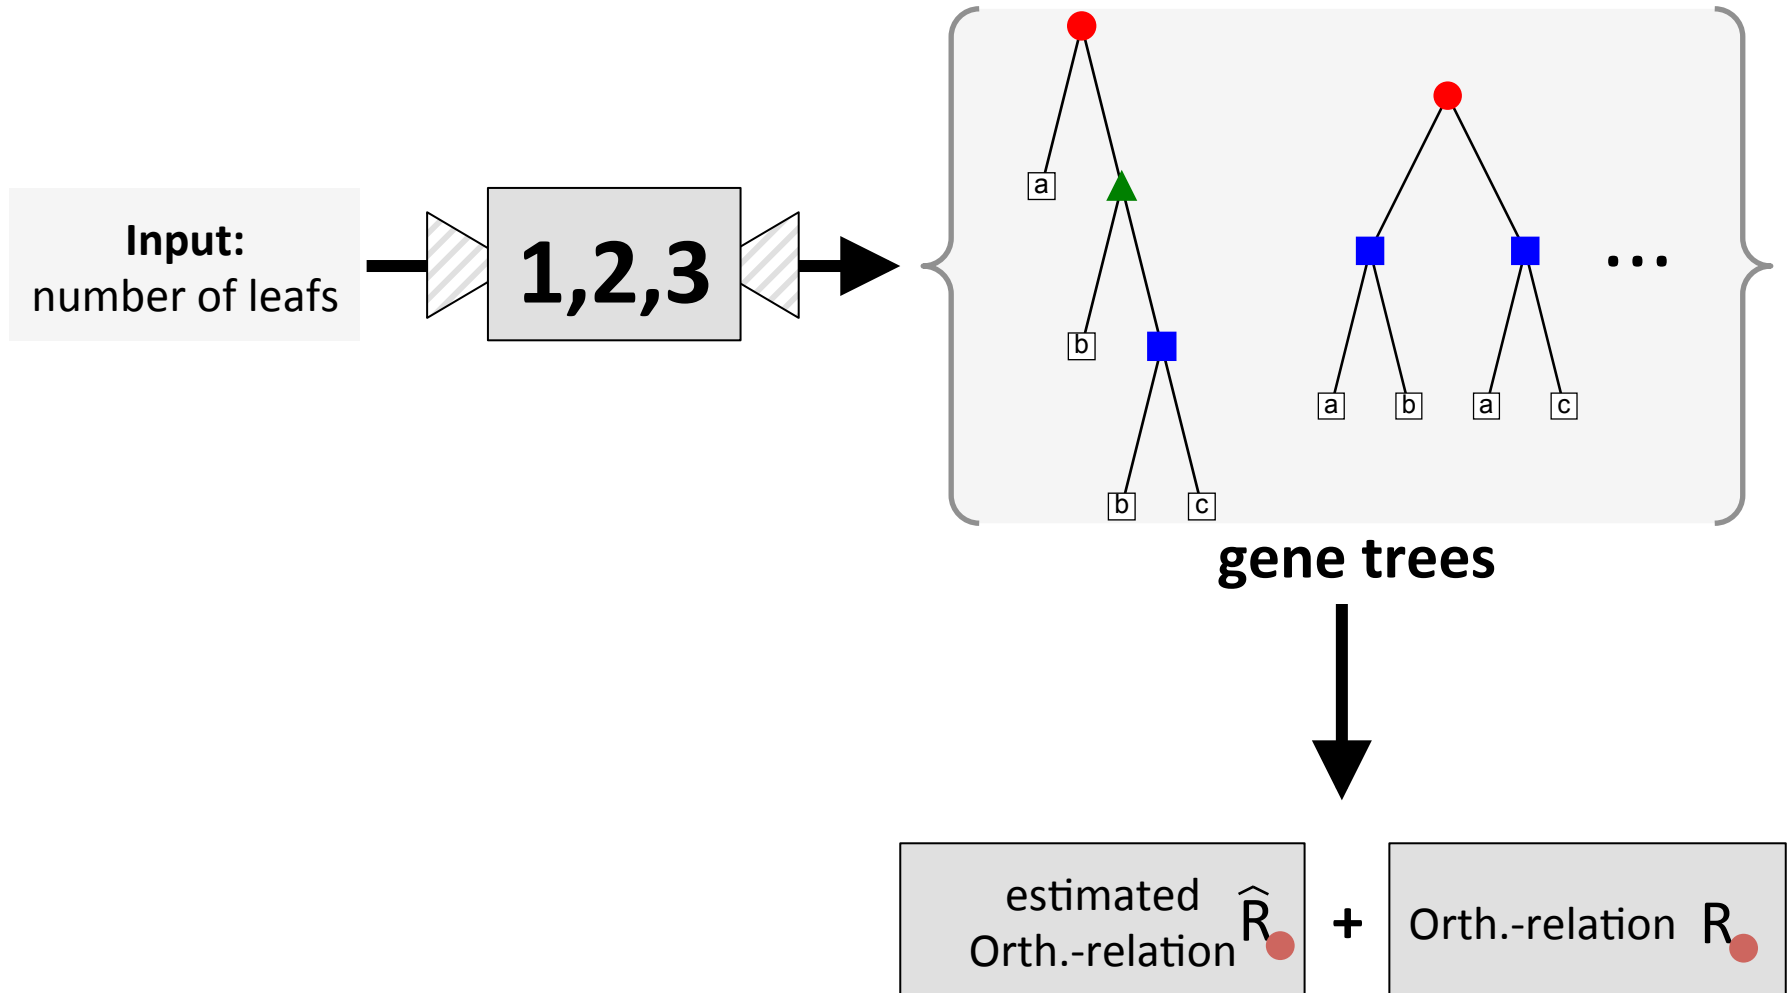 Input:
number of leafs
1,2,3
a
b
b c
a b a c
...
gene trees
estimated
Orth.-relation R̂
+
Orth.-relation R